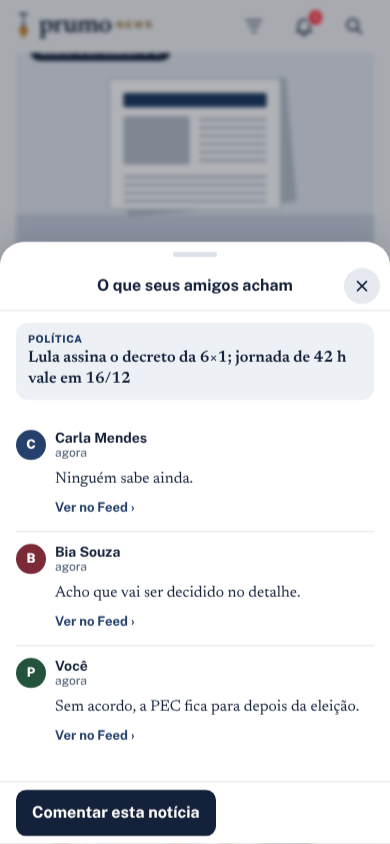 prumo NEWS
O que seus amigos acham
POLÍTICA
Lula assina o decreto da 6×1; jornada de 42 h
vale em 16/12
C
Carla Mendes
agora
Ninguém sabe ainda.
Ver no Feed ›
B
Bia Souza
agora
Acho que vai ser decidido no detalhe.
Ver no Feed ›
P
Você
agora
Sem acordo, a PEC fica para depois da eleição.
Ver no Feed ›
Comentar esta notícia